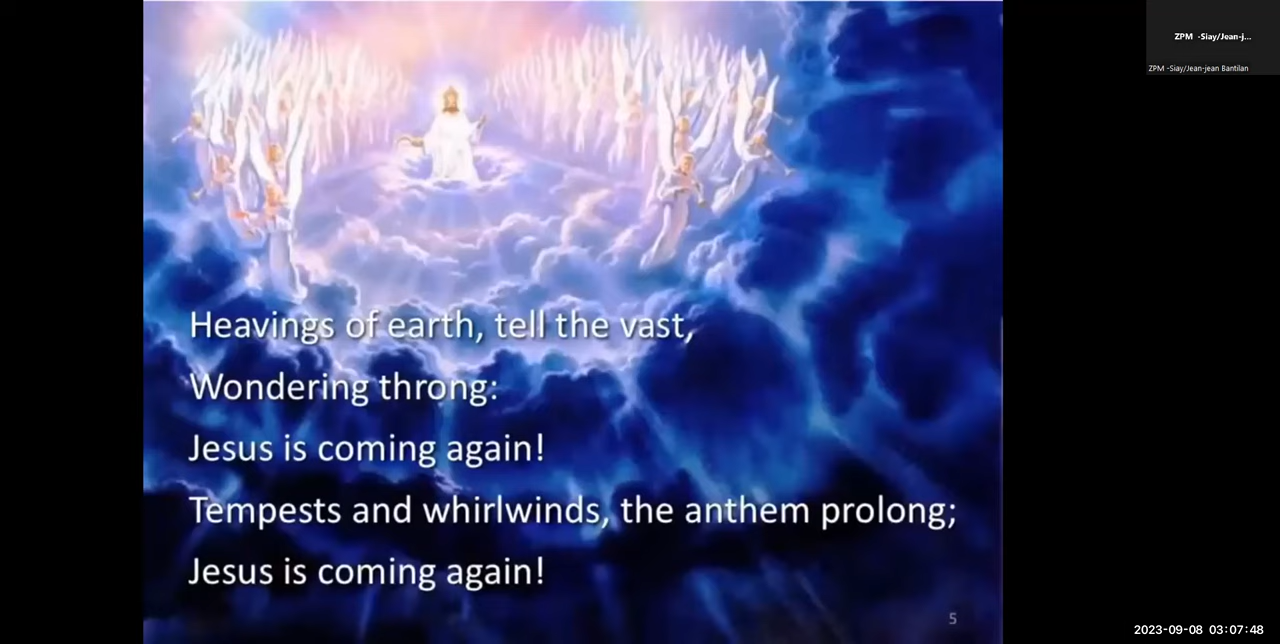 ZPM -Siay/Jean-j...
ZPM -Siay/Jean-jean Bantilan
Heavings of earth, tell the vast,
Wondering throng:
Jesus is coming again!
Tempests and whirlwinds, the anthem prolong;
Jesus is coming again!
5
2023-09-08 03:07:48